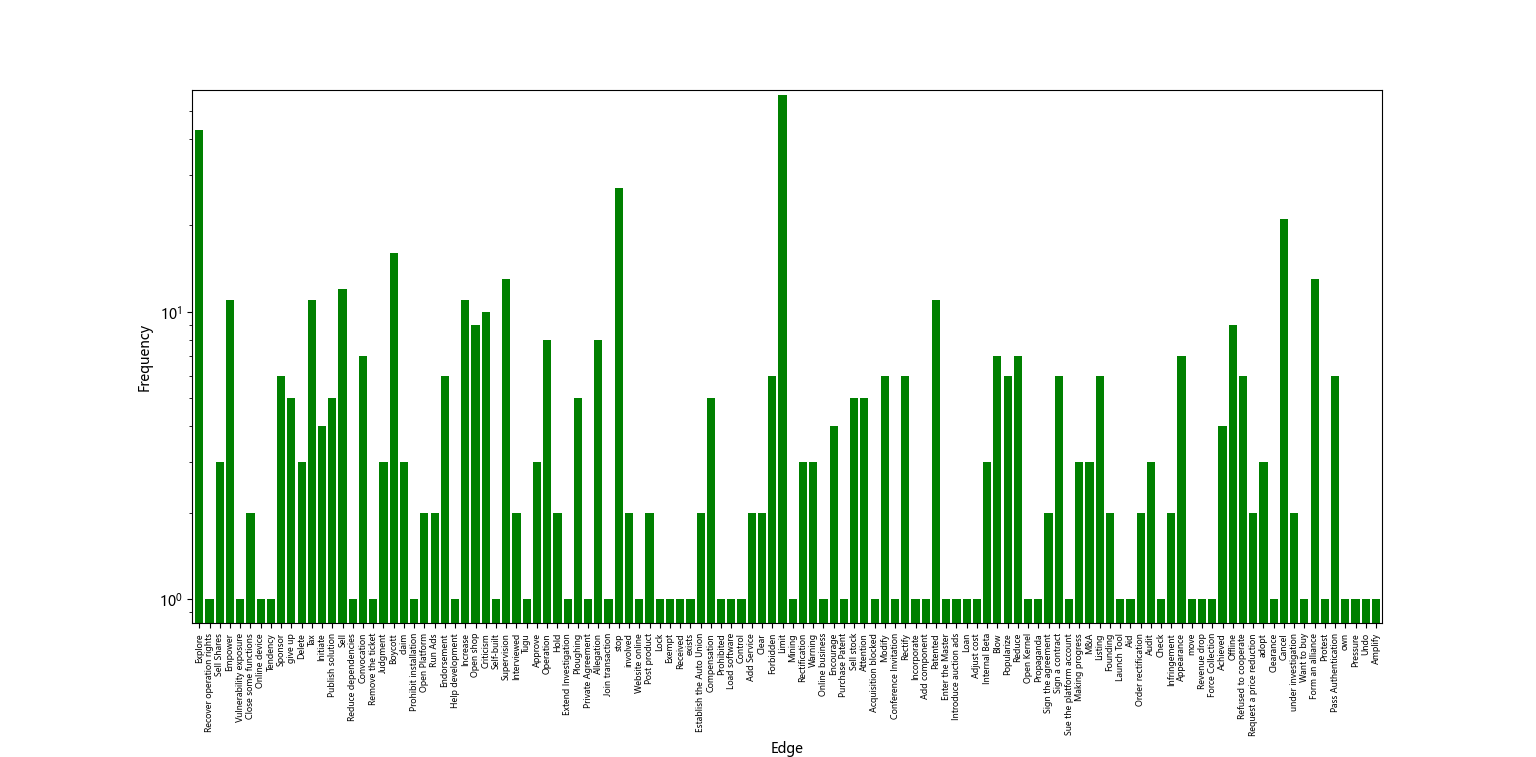 Frequency
10¹
10⁰
Explore
Recover operation rights
Sell Shares
Empower
Vulnerability exposure
Close some functions
Online device
Tendency
Sponsor
give up
Delete
Tax
Initiate
Publish solution
Sell
Reduce dependencies
Convocation
Remove the ticket
Judgment
Boycott
claim
Prohibit installation
Open Platform
Run Aids
Endorsement
Help development
Increase
Open shop
Criticism
Self-built
Supervision
Interviewed
Tugu
Approve
Operation
Hold
Extend Investigation
Ploughing
Private Agreement
Allegation
Join transaction
stop
involved
Website online
Post product
Lock
Exempt
Received
exists
Establish the Auto Union
Compensation
Prohibited
Load software
Control
Add Service
Clear
Forbidden
Limit
Mining
Rectification
Warning
Online business
Encourage
Purchase Patent
Sell stock
Attention
Acquisition blocked
Modify
Conference Invitation
Rectify
Incorporate
Add component
Patented
Enter the Master
Introduce auction ads
Loan
Adjust cost
Internal Beta
Blow
Popularize
Reduce
Open Kernel
Propaganda
Sign the agreement
Sign a contract
Sue the platform account
Making progress
M&A
Listing
Founding
Launch Tool
Aid
Order rectification
Audit
Check
Infringement
Appearance
move
Revenue drop
Force Collection
Achieved
Offline
Refused to cooperate
Request a price reduction
adopt
Clearance
Cancel
under investigation
Want to buy
Form an alliance
Protest
own
Pass Authentication
Pressure
Undo
Amplify
Edge